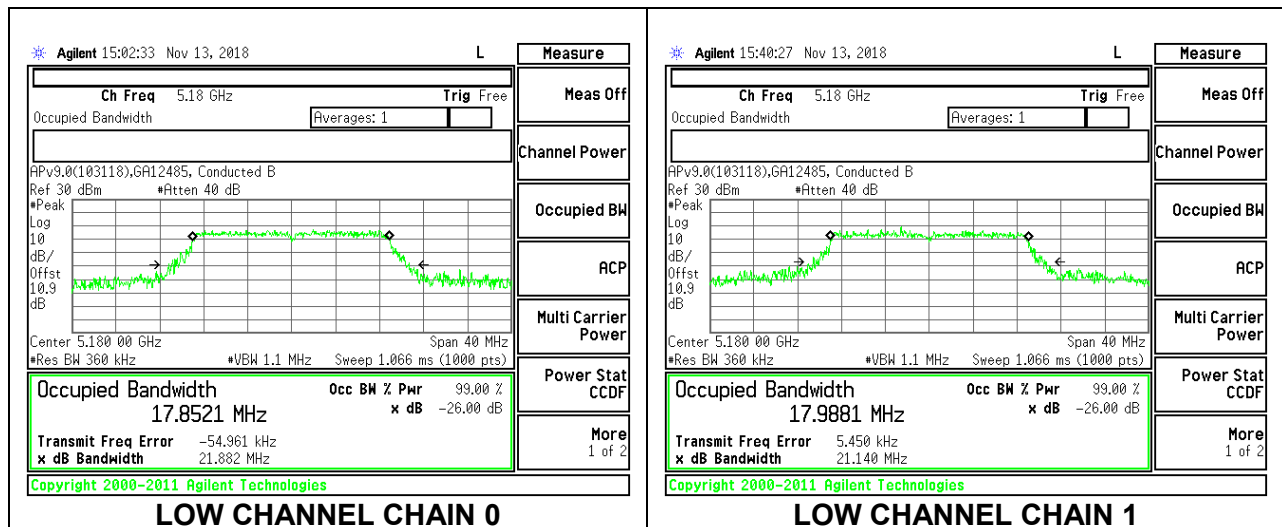 Agilent 15:02:33 Nov 13, 2018 L
Measure
Ch Freq 5.18 GHz Trig Free
Meas Off
Occupied Bandwidth Averages: 1
Channel Power
APv9.0(103118),GA12485, Conducted B
Ref 30 dBm #Atten 40 dB
#Peak
Log
10
dB/
Offst
10.9
dB
Occupied BW
ACP
Multi Carrier
Power
Center 5.180 00 GHz Span 40 MHz
#Res BW 360 kHz #VBW 1.1 MHz Sweep 1.066 ms (1000 pts)
Power Stat
CCDF
Occupied Bandwidth Occ BW % Pwr 99.00 %
17.8521 MHz x dB -26.00 dB
Transmit Freq Error -54.961 kHz
x dB Bandwidth 21.882 MHz
More
1 of 2
Copyright 2000-2011 Agilent Technologies
LOW CHANNEL CHAIN 0
Agilent 15:40:27 Nov 13, 2018 L
Measure
Ch Freq 5.18 GHz Trig Free
Meas Off
Occupied Bandwidth Averages: 1
Channel Power
APv9.0(103118),GA12485, Conducted B
Ref 30 dBm #Atten 40 dB
#Peak
Log
10
dB/
Offst
10.9
dB
Occupied BW
ACP
Multi Carrier
Power
Center 5.180 00 GHz Span 40 MHz
#Res BW 360 kHz #VBW 1.1 MHz Sweep 1.066 ms (1000 pts)
Power Stat
CCDF
Occupied Bandwidth Occ BW % Pwr 99.00 %
17.9881 MHz x dB -26.00 dB
Transmit Freq Error 5.450 kHz
x dB Bandwidth 21.140 MHz
More
1 of 2
Copyright 2000-2011 Agilent Technologies
LOW CHANNEL CHAIN 1